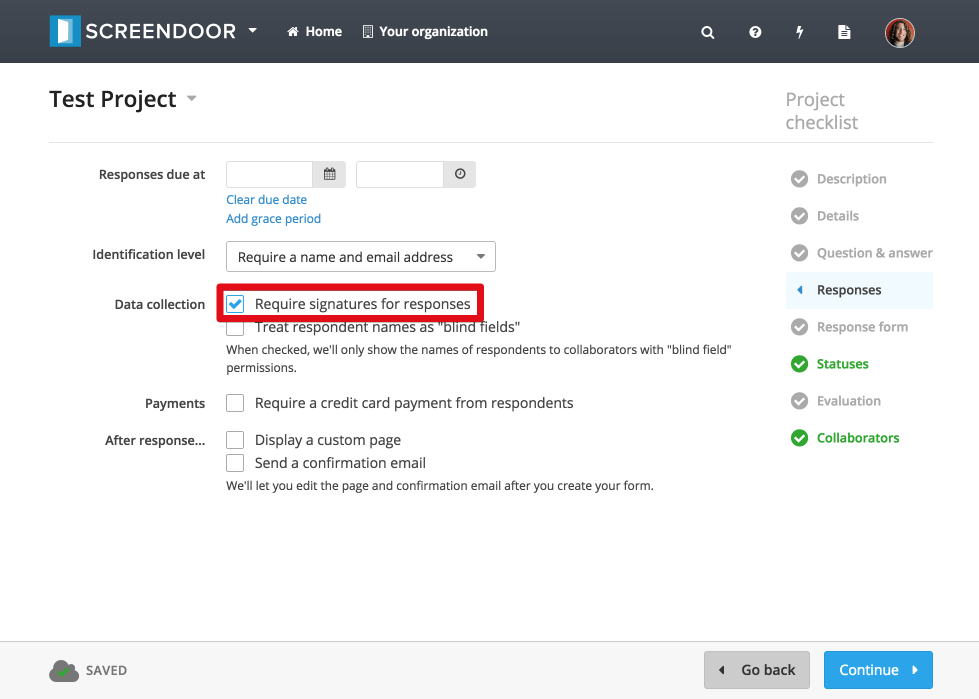 SCREENDOOR
Home
Your organization
Test Project
Project
checklist
Responses due at
Clear due date
Add grace period
Identification level
Require a name and email address
Data collection
Require signatures for responses
Treat respondent names as "blind fields"
When checked, we'll only show the names of respondents to collaborators with "blind field"
permissions.
Payments
Require a credit card payment from respondents
After response...
Display a custom page
Send a confirmation email
We'll let you edit the page and confirmation email after you create your form.
Description
Details
Question & answer
Responses
Response form
Statuses
Evaluation
Collaborators
SAVED
Go back
Continue